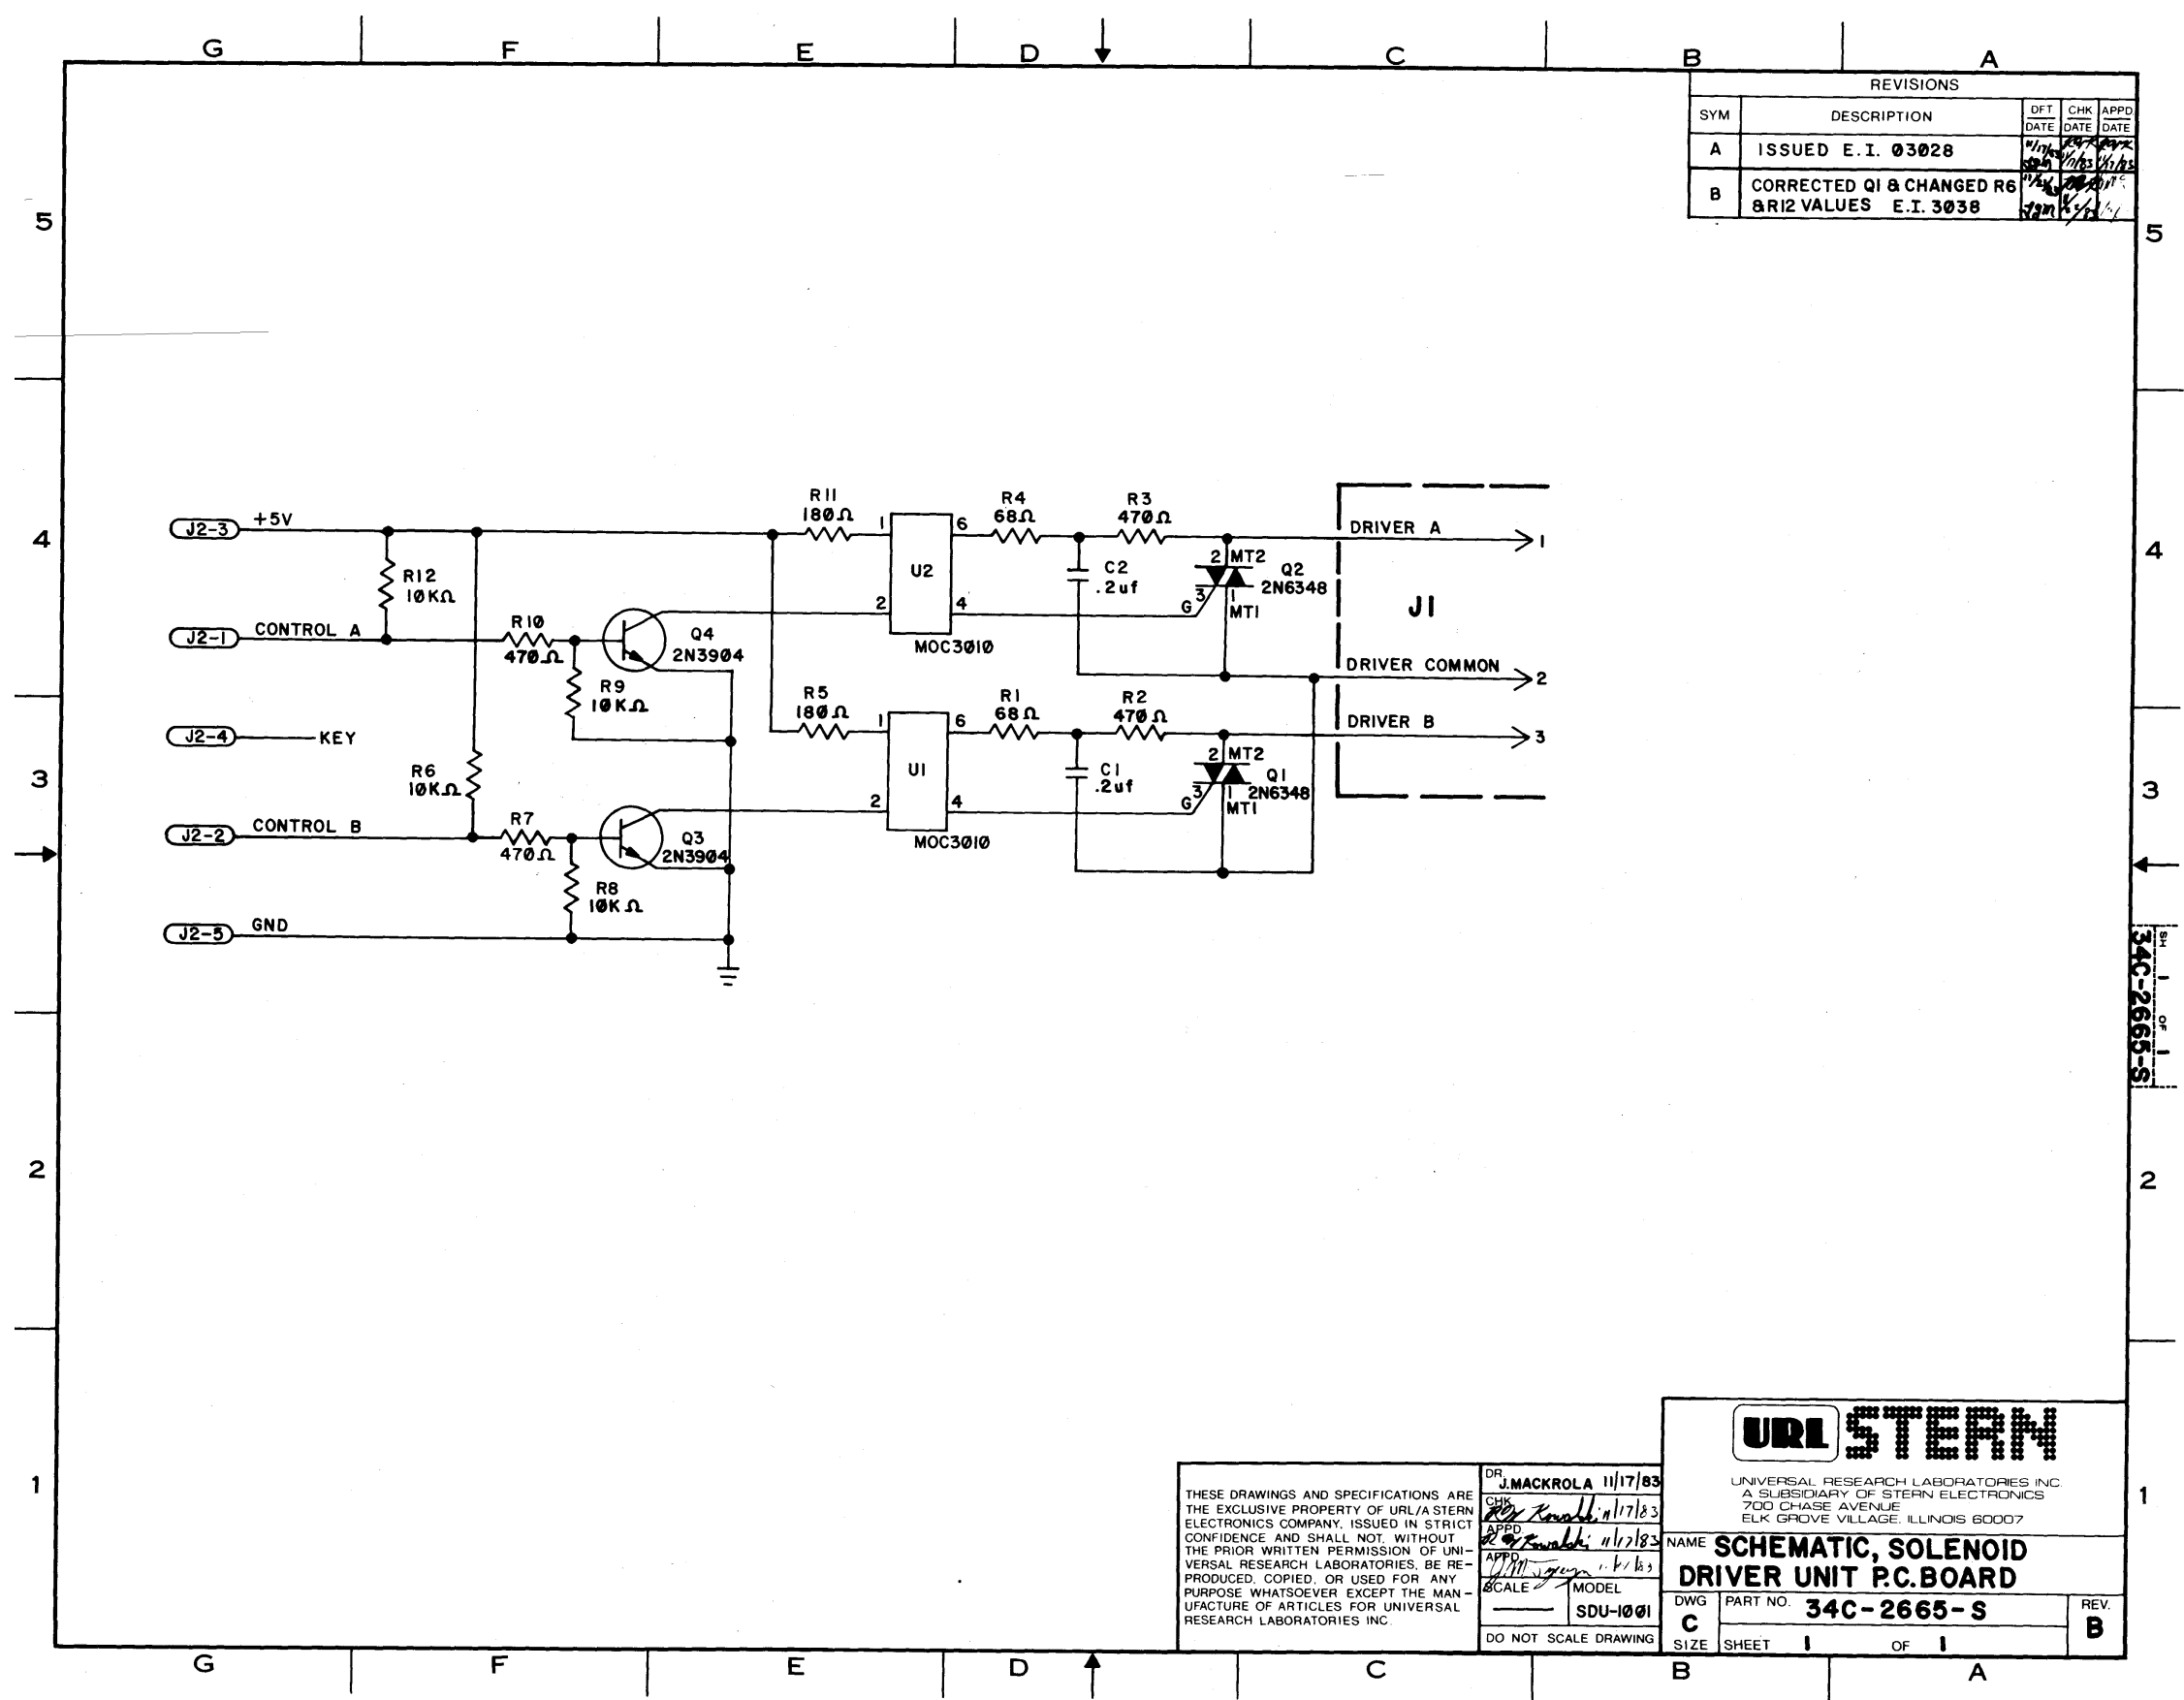 G F E D C B A
REVISIONS
SYM DESCRIPTION DFT DATE CHK DATE APPD DATE
A ISSUED E.I. 03028
B CORRECTED Q1 & CHANGED R6
& R12 VALUES E.I. 3038
5 5
4 4
3 3
2 2
1 1
J2-3 +5V
R12
10KΩ
J2-1 CONTROL A
R10
470Ω
R9
10KΩ
Q4
2N3904
J2-4 KEY
R6
10KΩ
J2-2 CONTROL B
R7
470Ω
R8
10KΩ
Q3
2N3904
J2-5 GND
R11
180Ω
1 6
U2
2 4
MOC3010
R4
68Ω
R3
470Ω
C2
.2uf
2 MT2
Q2
2N6348
G 3 1
MT1
R5
180Ω
1 6
U1
2 4
MOC3010
R1
68Ω
R2
470Ω
C1
.2uf
2 MT2
Q1
2N6348
G 3 1
MT1
DRIVER A 1
J1
DRIVER COMMON 2
DRIVER B 3
34C-2665-S
SH 1 OF 1
THESE DRAWINGS AND SPECIFICATIONS ARE
THE EXCLUSIVE PROPERTY OF URL/A STERN
ELECTRONICS COMPANY, ISSUED IN STRICT
CONFIDENCE AND SHALL NOT, WITHOUT
THE PRIOR WRITTEN PERMISSION OF UNI-
VERSAL RESEARCH LABORATORIES, BE RE-
PRODUCED, COPIED, OR USED FOR ANY
PURPOSE WHATSOEVER EXCEPT THE MAN-
UFACTURE OF ARTICLES FOR UNIVERSAL
RESEARCH LABORATORIES INC.
DR. J.MACKROLA 11/17/83
CHK Kowalski 11/17/83
APPD. Kowalski 11/17/83
APPD.
SCALE MODEL
SDU-1001
DO NOT SCALE DRAWING
URL STERN
UNIVERSAL RESEARCH LABORATORIES INC.
A SUBSIDIARY OF STERN ELECTRONICS
700 CHASE AVENUE
ELK GROVE VILLAGE, ILLINOIS 60007
NAME SCHEMATIC, SOLENOID
DRIVER UNIT P.C.BOARD
DWG C SIZE
PART NO. 34C-2665-S
REV. B
SHEET 1 OF 1
G F E D C B A